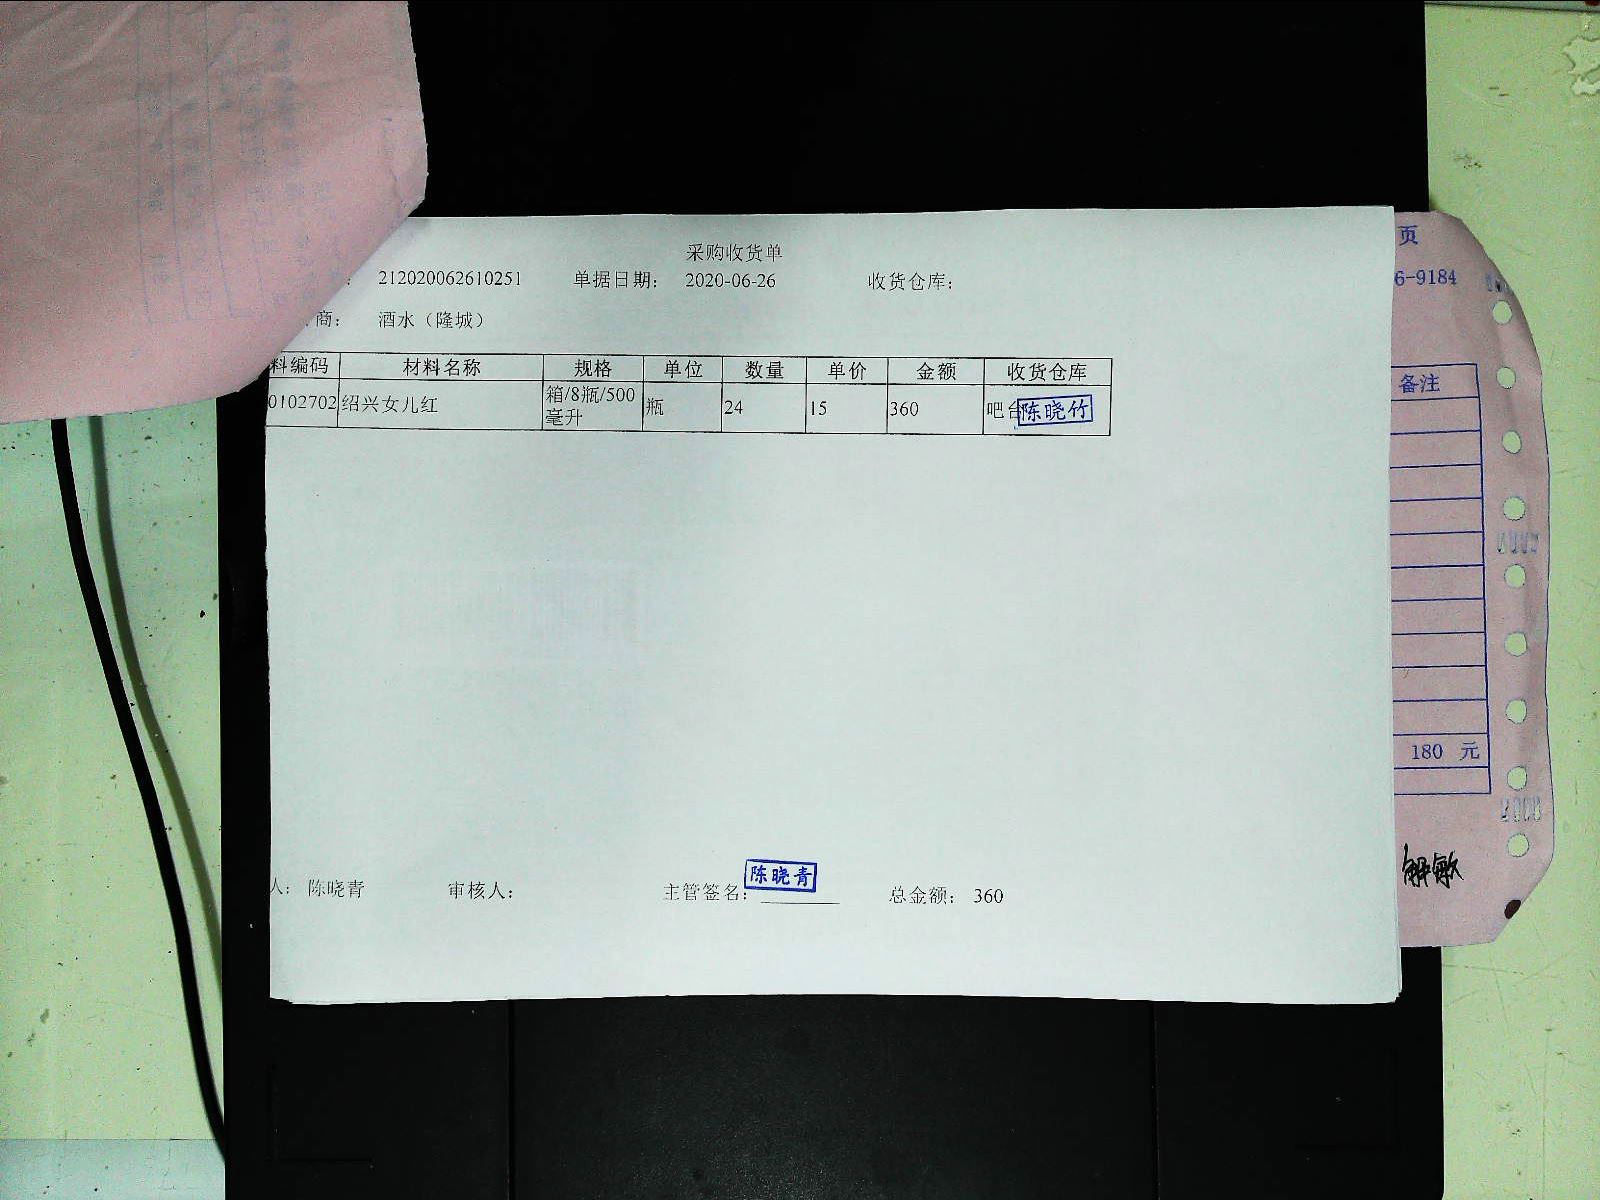 采购收货单
: 212020062610251 单据日期: 2020-06-26 收货仓库:
商: 酒水（隆城）
料编码 材料名称 规格 单位 数量 单价 金额 收货仓库
0102702 绍兴女儿红 箱/8瓶/500毫升 瓶 24 15 360 吧台
陈晓竹
陈晓青
人: 陈晓青 审核人: 主管签名: 总金额: 360
页
6-9184
备注
180 元